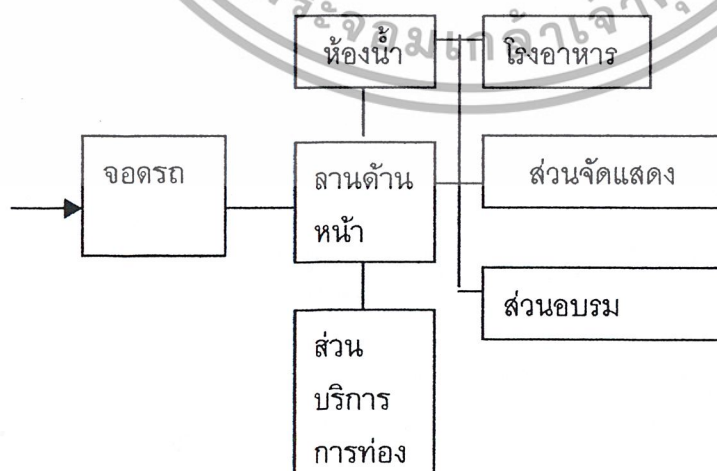 ห้องน้ำ
โรงอาหาร
จอดรถ
ลานด้าน
หน้า
ส่วนจัดแสดง
ส่วนอบรม
ส่วน
บริการ
การท่อง